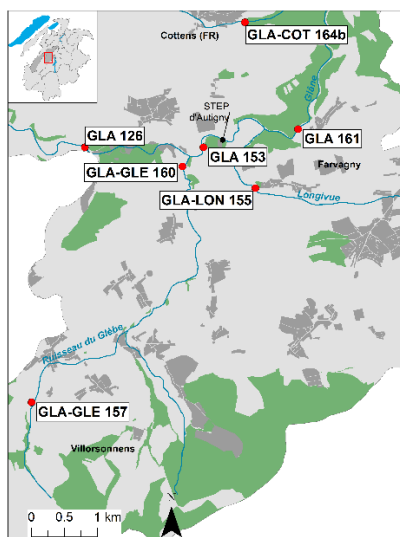 Cottens (FR)
GLA-COT 164b
Glâne
STEP
d'Autigny
GLA 126
GLA 153
GLA 161
GLA-GLE 160
Farvagny
GLA-LON 155
Longivue
Ruisseau du Glèbe
GLA-GLE 157
Villorsonnens
N
0 0.5 1 km